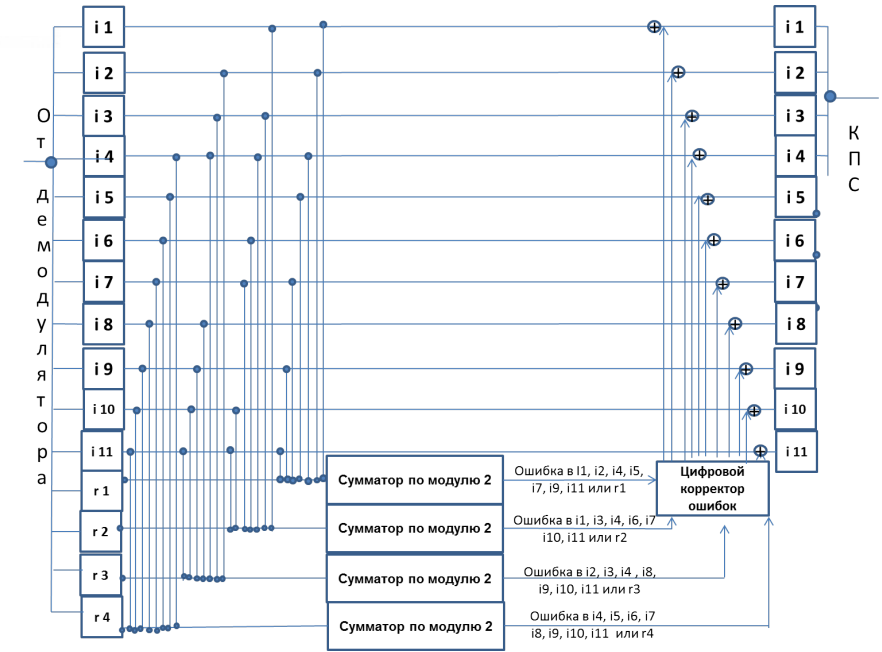 От демодулятора
i 1
i 2
i 3
i 4
i 5
i 6
i 7
i 8
i 9
i 10
i 11
r 1
r 2
r 3
r 4
Сумматор по модулю 2
Сумматор по модулю 2
Сумматор по модулю 2
Сумматор по модулю 2
Ошибка в I1, i2, i4, i5,
i7, i9, i11 или r1
Ошибка в i1, i3, i4, i6, i7
i10, i11 или r2
Ошибка в i2, i3, i4 , i8,
i9, i10, i11 или r3
Ошибка в i4, i5, i6, i7
i8, i9, i10, i11 или r4
Цифровой
корректор
ошибок
i 1
i 2
i 3
i 4
i 5
i 6
i 7
i 8
i 9
i 10
i 11
КПС